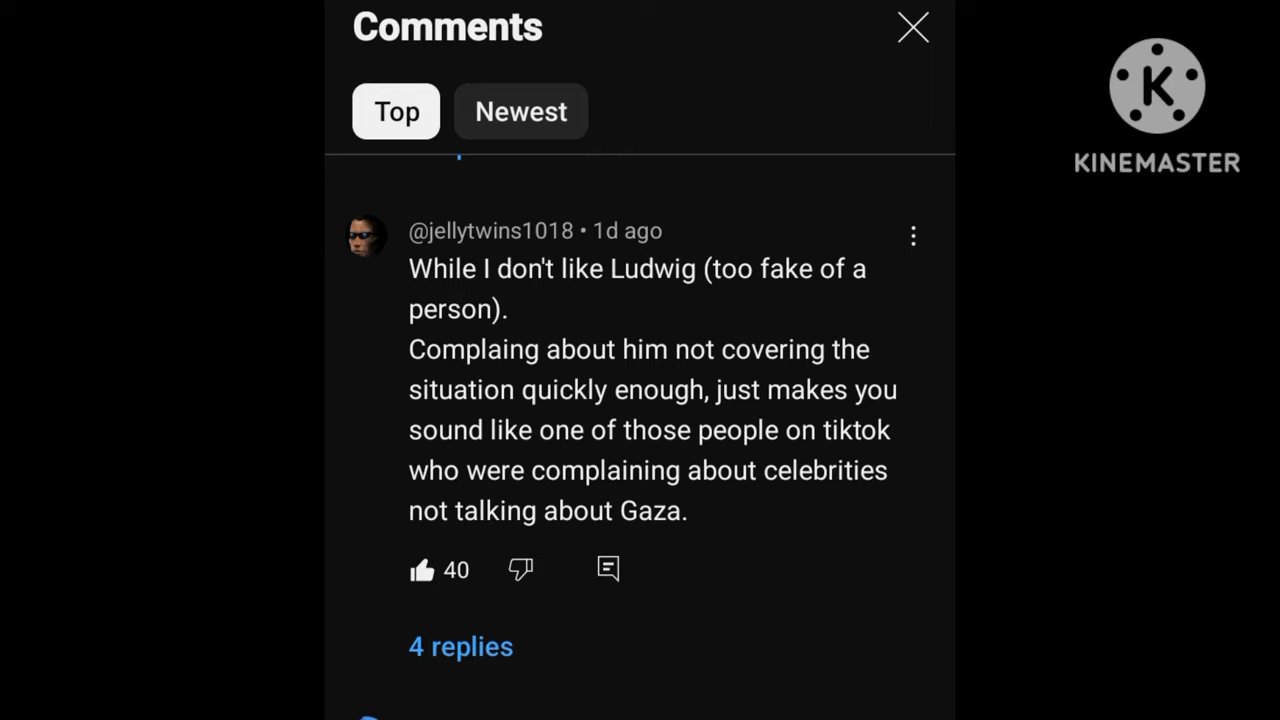 Comments
Top
Newest
K
KINEMASTER
@jellytwins1018 • 1d ago
While I don't like Ludwig (too fake of a
person).
Complaing about him not covering the
situation quickly enough, just makes you
sound like one of those people on tiktok
who were complaining about celebrities
not talking about Gaza.
40
4 replies